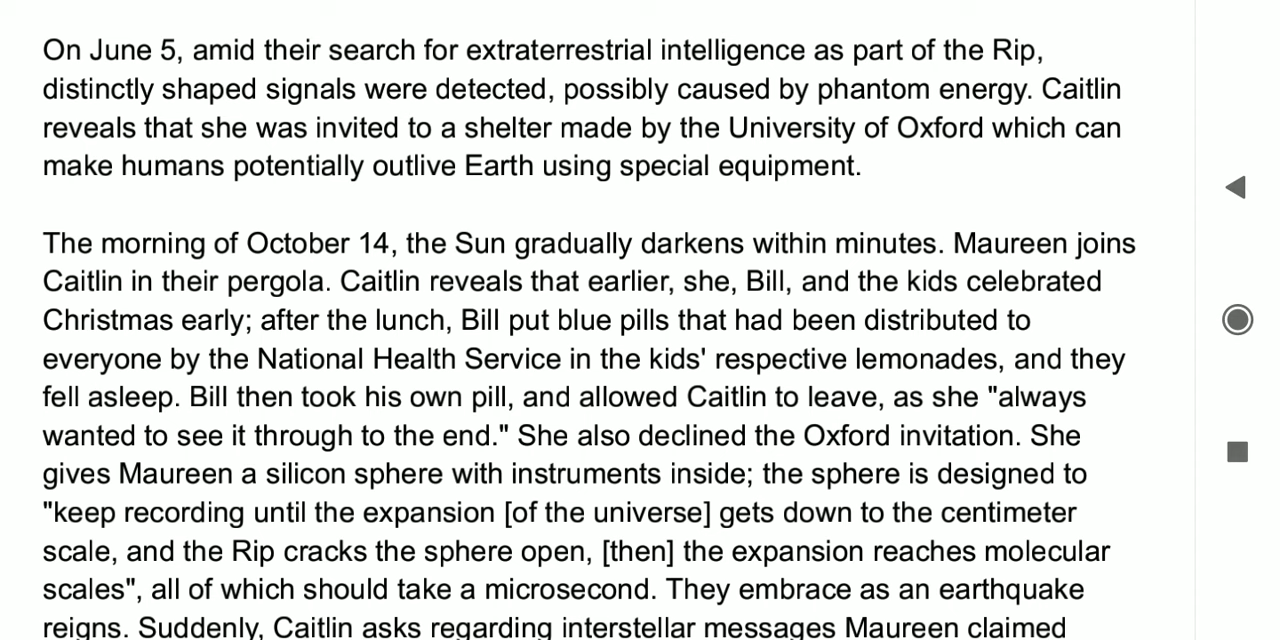 On June 5, amid their search for extraterrestrial intelligence as part of the Rip,
distinctly shaped signals were detected, possibly caused by phantom energy. Caitlin
reveals that she was invited to a shelter made by the University of Oxford which can
make humans potentially outlive Earth using special equipment.
The morning of October 14, the Sun gradually darkens within minutes. Maureen joins
Caitlin in their pergola. Caitlin reveals that earlier, she, Bill, and the kids celebrated
Christmas early; after the lunch, Bill put blue pills that had been distributed to
everyone by the National Health Service in the kids' respective lemonades, and they
fell asleep. Bill then took his own pill, and allowed Caitlin to leave, as she "always
wanted to see it through to the end." She also declined the Oxford invitation. She
gives Maureen a silicon sphere with instruments inside; the sphere is designed to
"keep recording until the expansion [of the universe] gets down to the centimeter
scale, and the Rip cracks the sphere open, [then] the expansion reaches molecular
scales", all of which should take a microsecond. They embrace as an earthquake
reigns. Suddenly, Caitlin asks regarding interstellar messages Maureen claimed